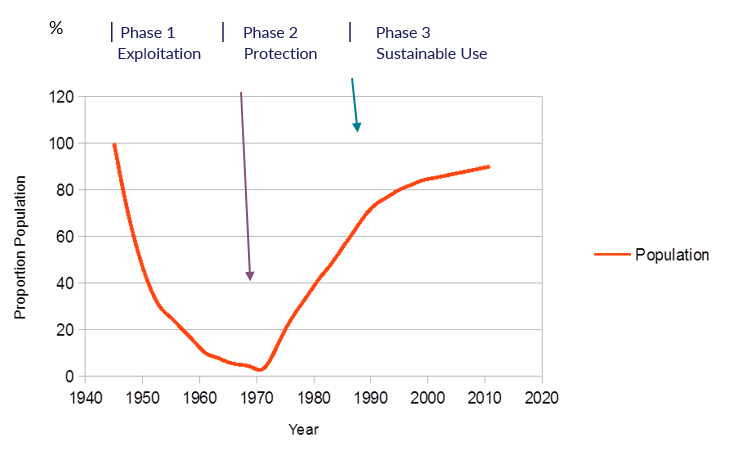 %
Phase 1
Exploitation
Phase 2
Protection
Phase 3
Sustainable Use
120
100
80
60
40
20
0
Proportion Population
1940 1950 1960 1970 1980 1990 2000 2010 2020
Year
Population